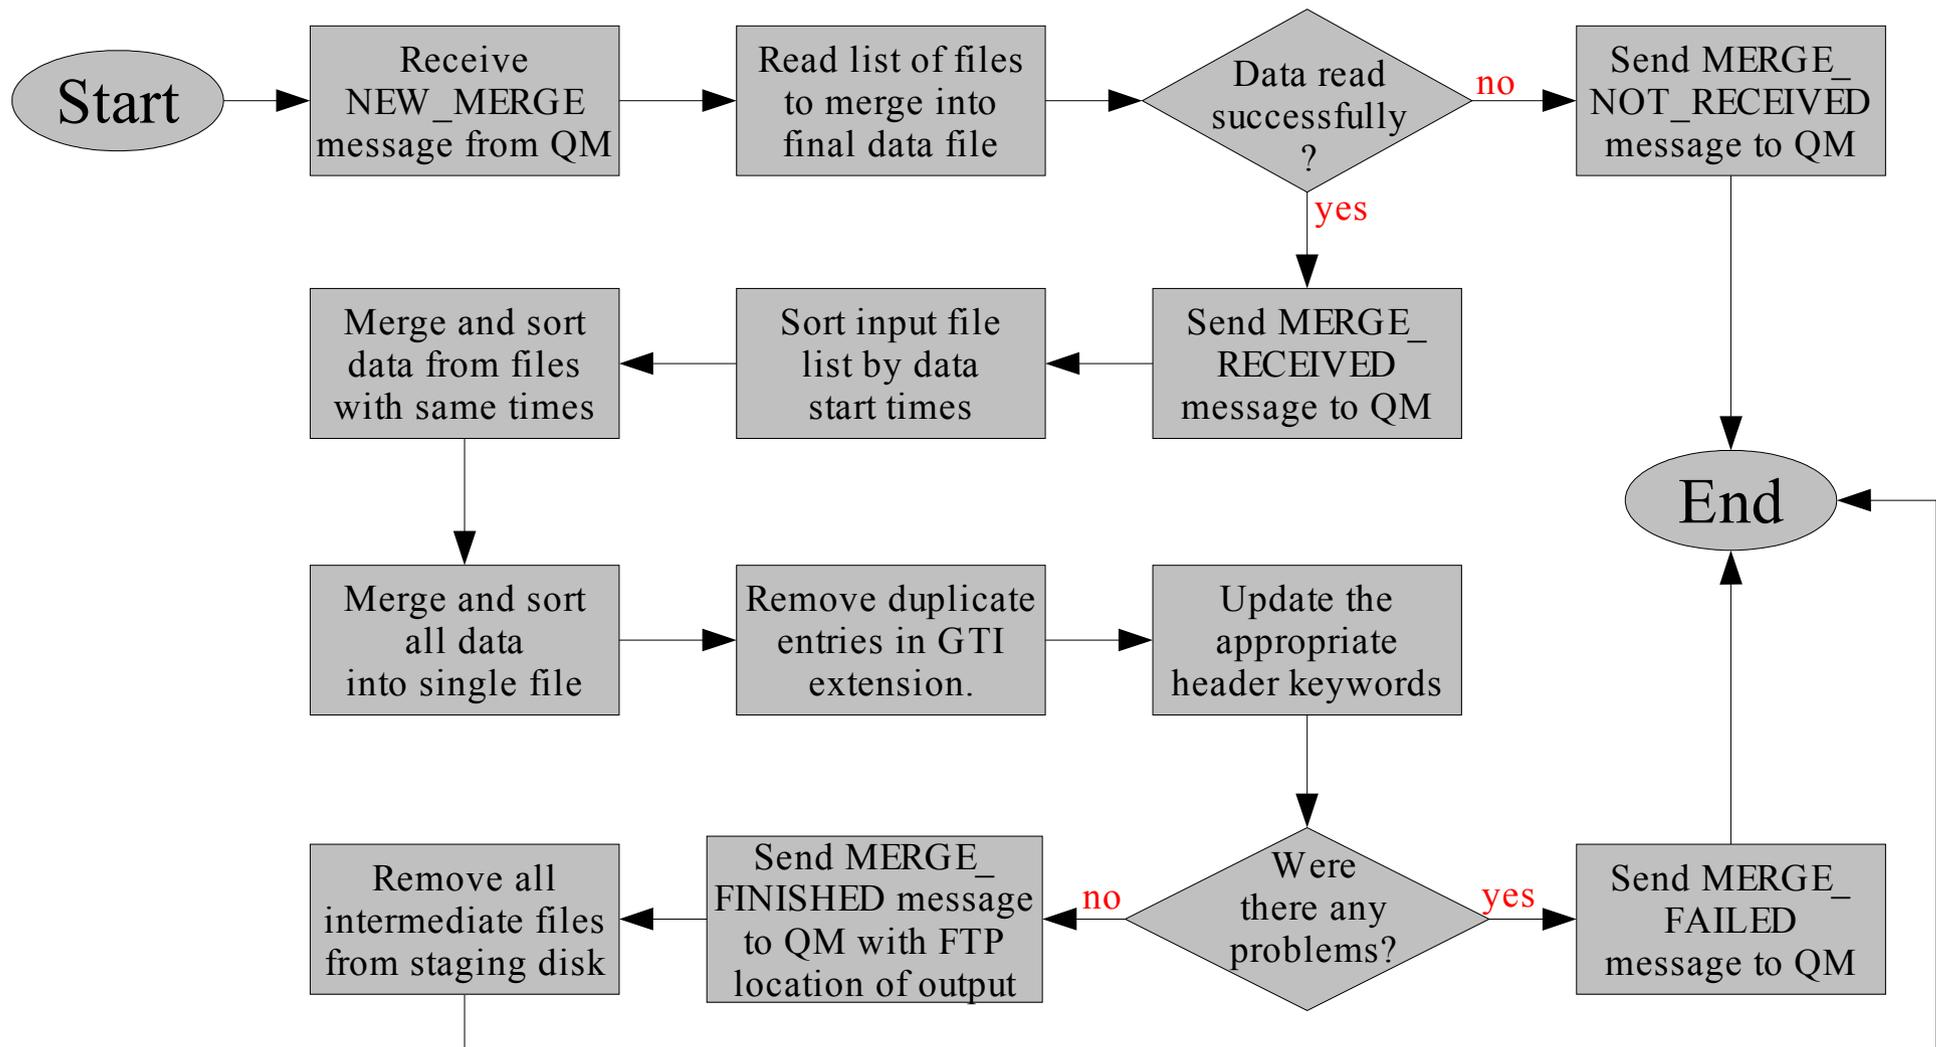 Start
Receive
NEW_MERGE
message from QM
Read list of files
to merge into
final data file
Data read
successfully
?
no
Send MERGE_
NOT_RECEIVED
message to QM
yes
Merge and sort
data from files
with same times
Sort input file
list by data
start times
Send MERGE_
RECEIVED
message to QM
End
Merge and sort
all data
into single file
Remove duplicate
entries in GTI
extension.
Update the
appropriate
header keywords
Remove all
intermediate files
from staging disk
Send MERGE_
FINISHED message
to QM with FTP
location of output
no
Were
there any
problems?
yes
Send MERGE_
FAILED
message to QM